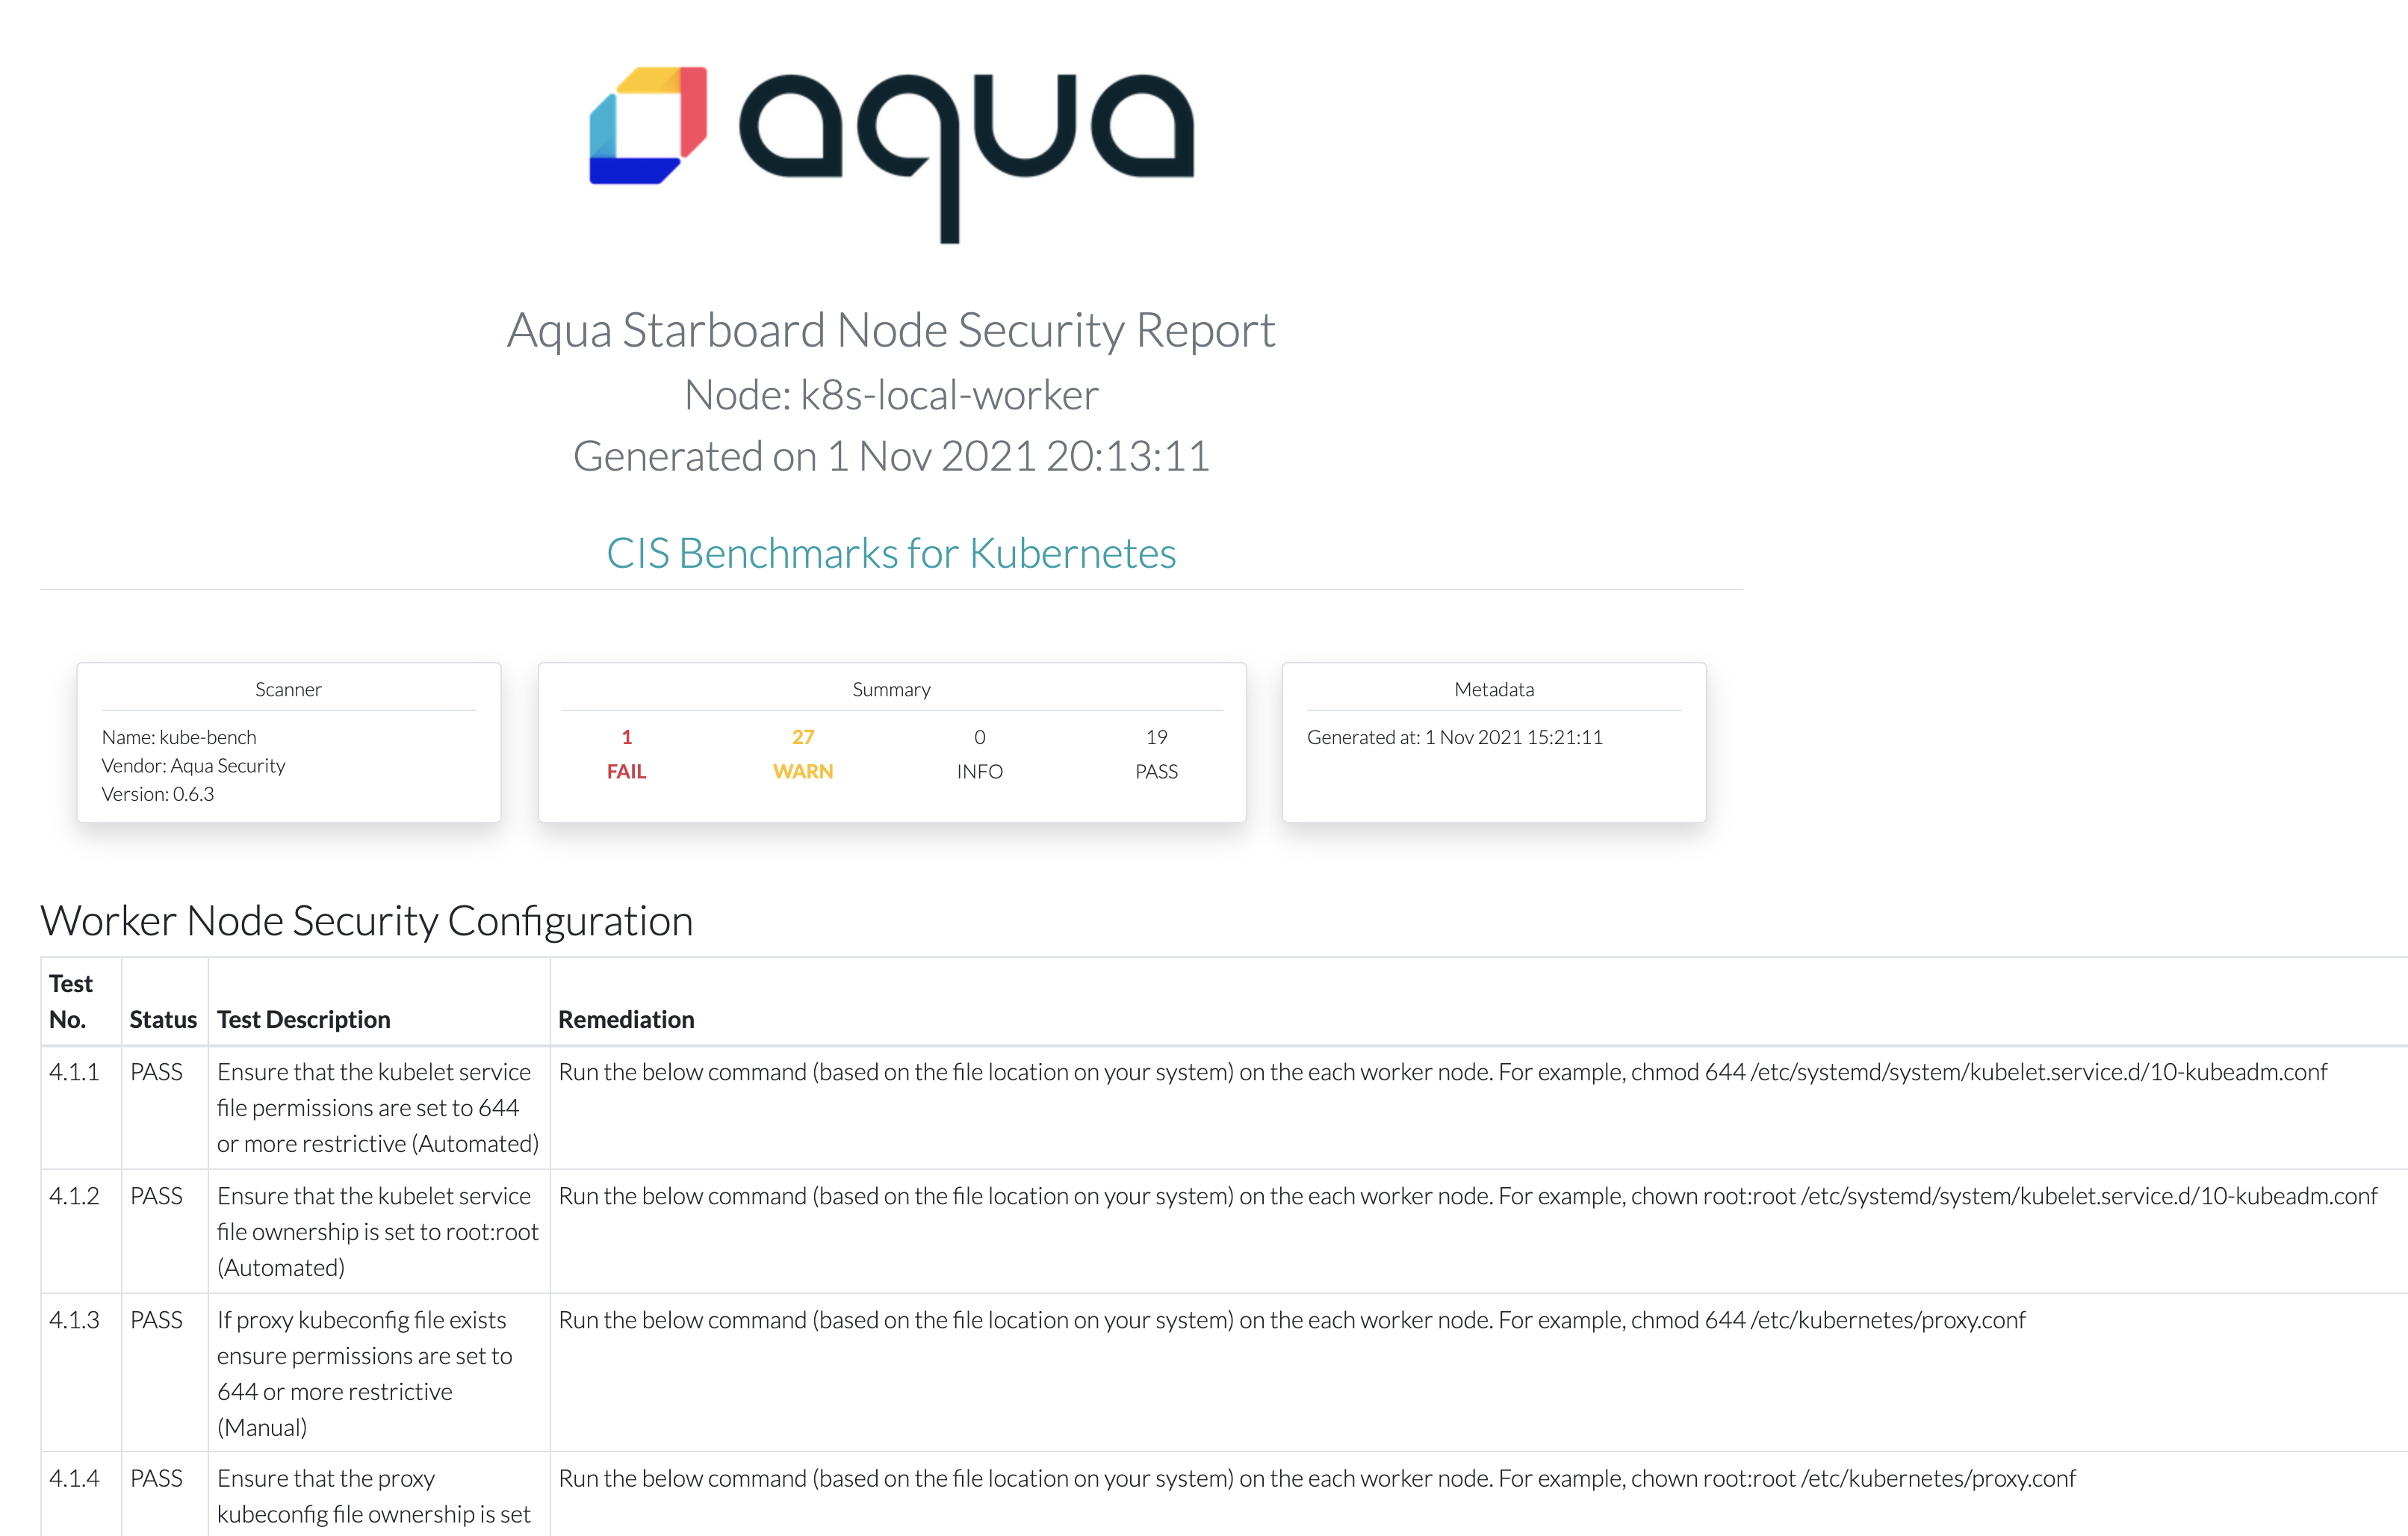 aqua
Aqua Starboard Node Security Report
Node: k8s-local-worker
Generated on 1 Nov 2021 20:13:11
CIS Benchmarks for Kubernetes
Scanner
Name: kube-bench
Vendor: Aqua Security
Version: 0.6.3
Summary
1 27 0 19
FAIL WARN INFO PASS
Metadata
Generated at: 1 Nov 2021 15:21:11
Worker Node Security Configuration
Test
No. Status Test Description Remediation
4.1.1 PASS Ensure that the kubelet service Run the below command (based on the file location on your system) on the each worker node. For example, chmod 644 /etc/systemd/system/kubelet.service.d/10-kubeadm.conf
file permissions are set to 644
or more restrictive (Automated)
4.1.2 PASS Ensure that the kubelet service Run the below command (based on the file location on your system) on the each worker node. For example, chown root:root /etc/systemd/system/kubelet.service.d/10-kubeadm.conf
file ownership is set to root:root
(Automated)
4.1.3 PASS If proxy kubeconfig file exists Run the below command (based on the file location on your system) on the each worker node. For example, chmod 644 /etc/kubernetes/proxy.conf
ensure permissions are set to
644 or more restrictive
(Manual)
4.1.4 PASS Ensure that the proxy Run the below command (based on the file location on your system) on the each worker node. For example, chown root:root /etc/kubernetes/proxy.conf
kubeconfig file ownership is set